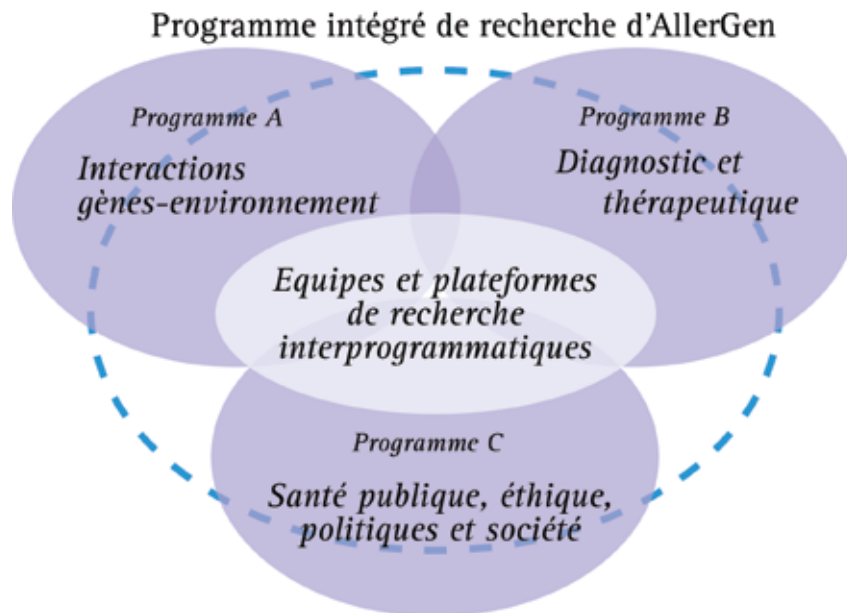 Programme intégré de recherche d'AllerGen
Programme A
Interactions
gènes-environnement
Programme B
Diagnostic et
thérapeutique
Equipes et plateformes
de recherche
interprogrammatiques
Programme C
Santé publique, éthique,
politiques et société